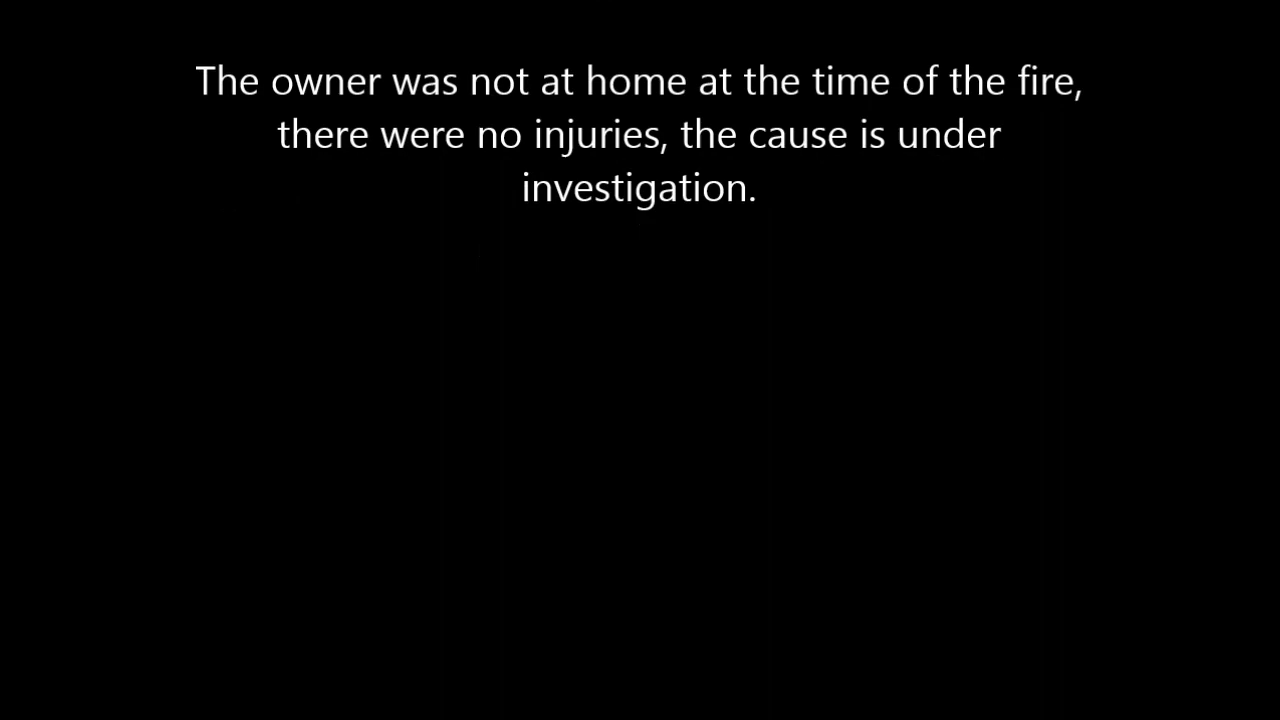 The owner was not at home at the time of the fire,
there were no injuries, the cause is under
investigation.